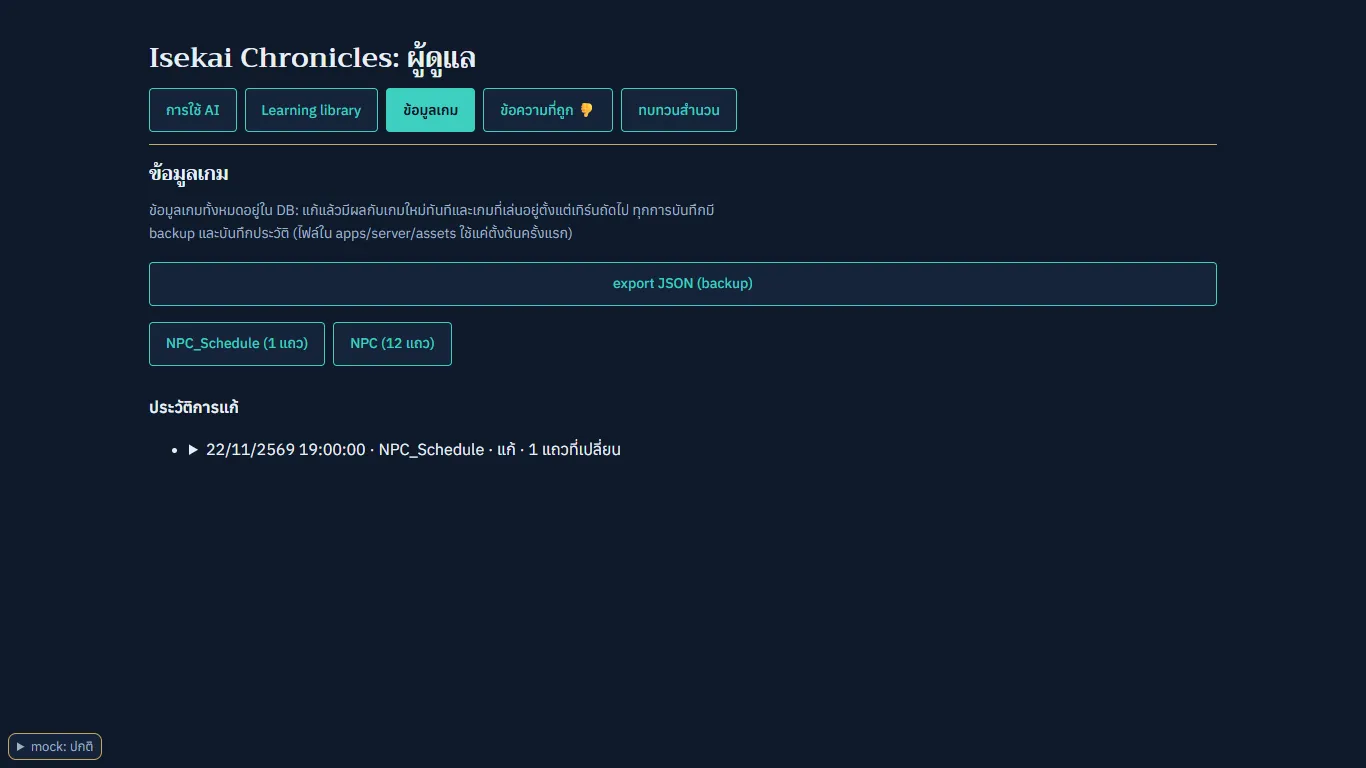 Isekai Chronicles: ผู้ดูแล
การใช้ AI
Learning library
ข้อมูลเกม
ข้อความที่ถูก 👎
ทบทวนสำนวน
ข้อมูลเกม
ข้อมูลเกมทั้งหมดอยู่ใน DB: แก้แล้วมีผลกับเกมใหม่ทันทีและเกมที่เล่นอยู่ตั้งแต่เทิร์นถัดไป ทุกการบันทึกมี
backup และบันทึกประวัติ (ไฟล์ใน apps/server/assets ใช้แค่ตั้งต้นครั้งแรก)
export JSON (backup)
NPC_Schedule (1 แถว)
NPC (12 แถว)
ประวัติการแก้
• ▶ 22/11/2569 19:00:00 · NPC_Schedule · แก้ · 1 แถวที่เปลี่ยน
▶ mock: ปกติ